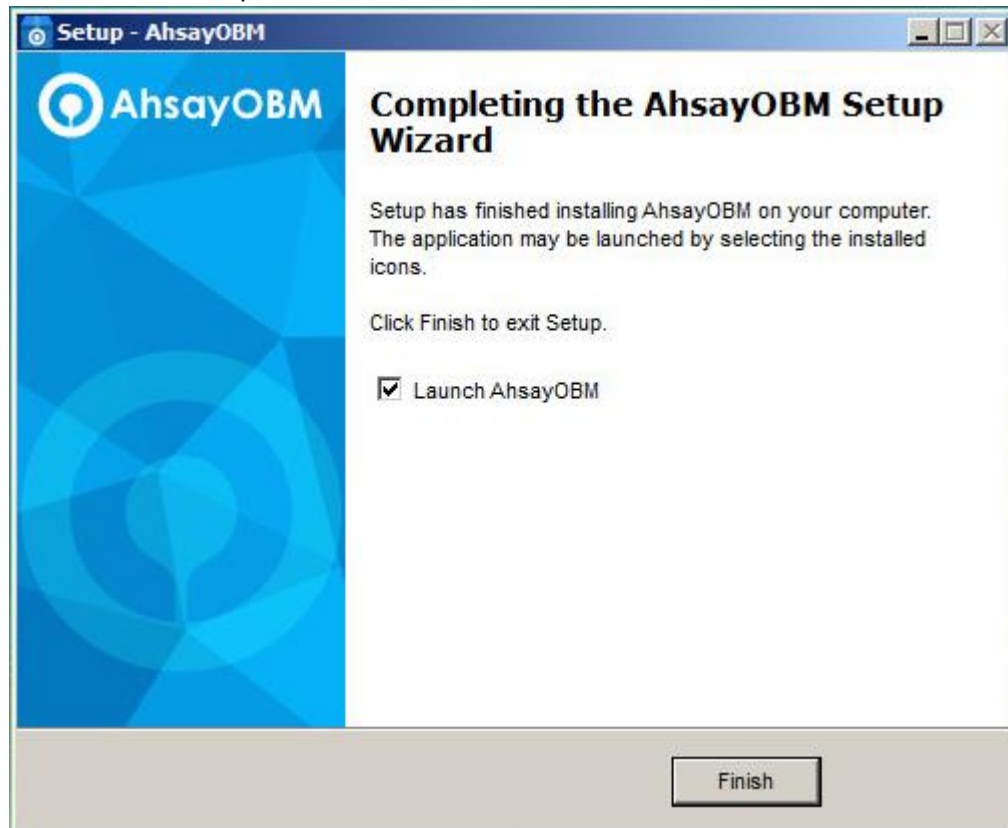 Setup - AhsayOBM
AhsayOBM
Completing the AhsayOBM Setup
Wizard
Setup has finished installing AhsayOBM on your computer.
The application may be launched by selecting the installed
icons.
Click Finish to exit Setup.
Launch AhsayOBM
Finish